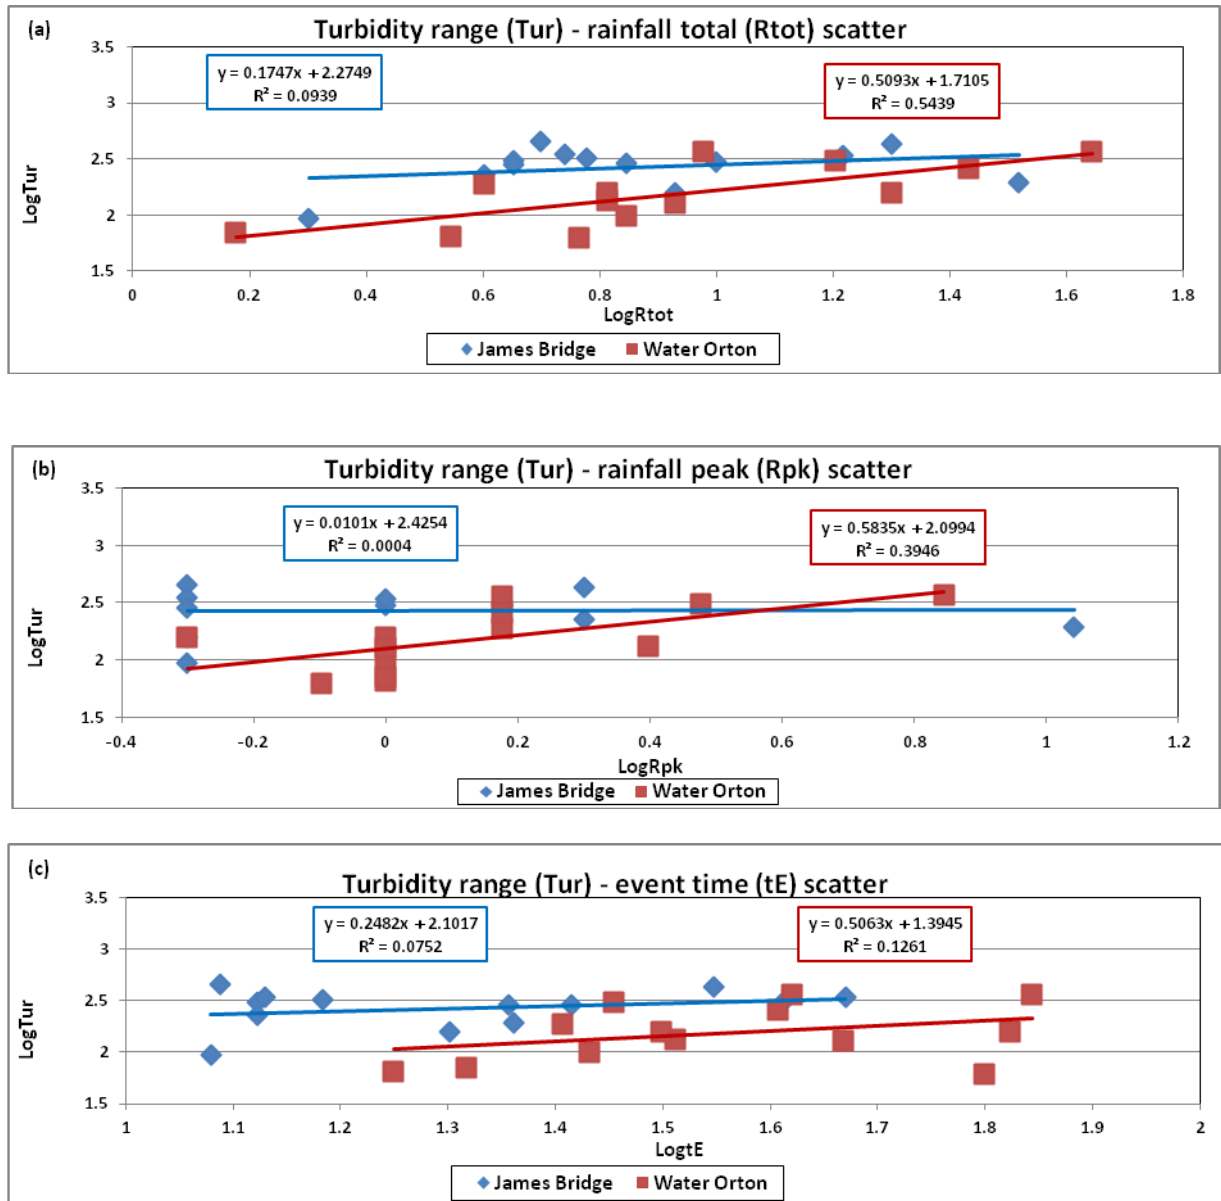 (a)
Turbidity range (Tur) - rainfall total (Rtot) scatter
3.5
3
2.5
2
1.5
LogTur
y = 0.1747x + 2.2749
R² = 0.0939
y = 0.5093x + 1.7105
R² = 0.5439
0 0.2 0.4 0.6 0.8 1 1.2 1.4 1.6 1.8
LogRtot
James Bridge Water Orton
(b)
Turbidity range (Tur) - rainfall peak (Rpk) scatter
3.5
3
2.5
2
1.5
LogTur
y = 0.0101x + 2.4254
R² = 0.0004
y = 0.5835x + 2.0994
R² = 0.3946
-0.4 -0.2 0 0.2 0.4 0.6 0.8 1 1.2
LogRpk
James Bridge Water Orton
(c)
Turbidity range (Tur) - event time (tE) scatter
3.5
3
2.5
2
1.5
LogTur
y = 0.2482x + 2.1017
R² = 0.0752
y = 0.5063x + 1.3945
R² = 0.1261
1 1.1 1.2 1.3 1.4 1.5 1.6 1.7 1.8 1.9 2
LogtE
James Bridge Water Orton